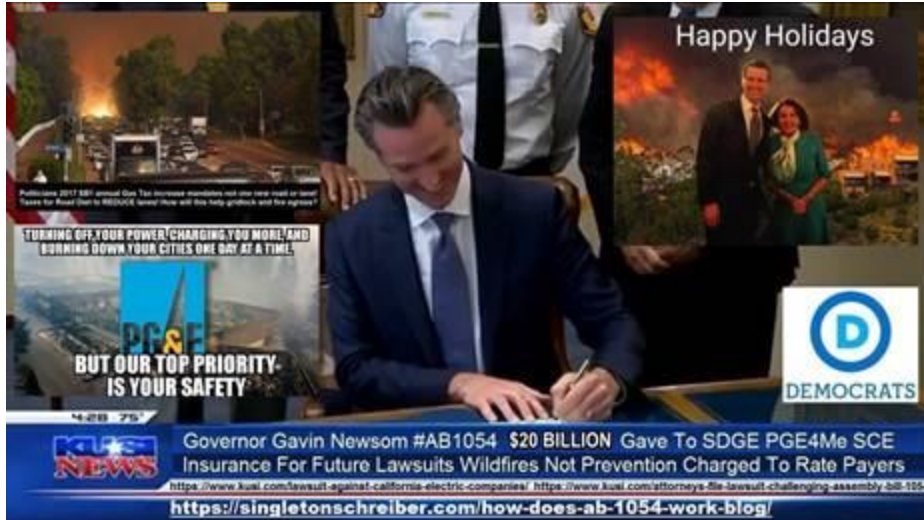 Happy Holidays
Politicians 2017 SB1 annual Gas Tax increase mandates not one new road or lane!
Taxes for Road Diet to REDUCE lanes! How will this help gridlock and fire egress?
TURNING OFF YOUR POWER, CHARGING YOU MORE, AND
BURNING DOWN YOUR CITIES ONE DAY AT A TIME.
PG&E
BUT OUR TOP PRIORITY-
IS YOUR SAFETY
D
DEMOCRATS
4:28 75°
KUSI
NEWS
Governor Gavin Newsom #AB1054 $20 BILLION Gave To SDGE PGE4Me SCE
Insurance For Future Lawsuits Wildfires Not Prevention Charged To Rate Payers
https://www.kusi.com/lawsuit-against-california-electric-companies/ https://www.kusi.com/attorneys-file-lawsuit-challenging-assembly-bill-105
https://singletonschreiber.com/how-does-ab-1054-work-blog/